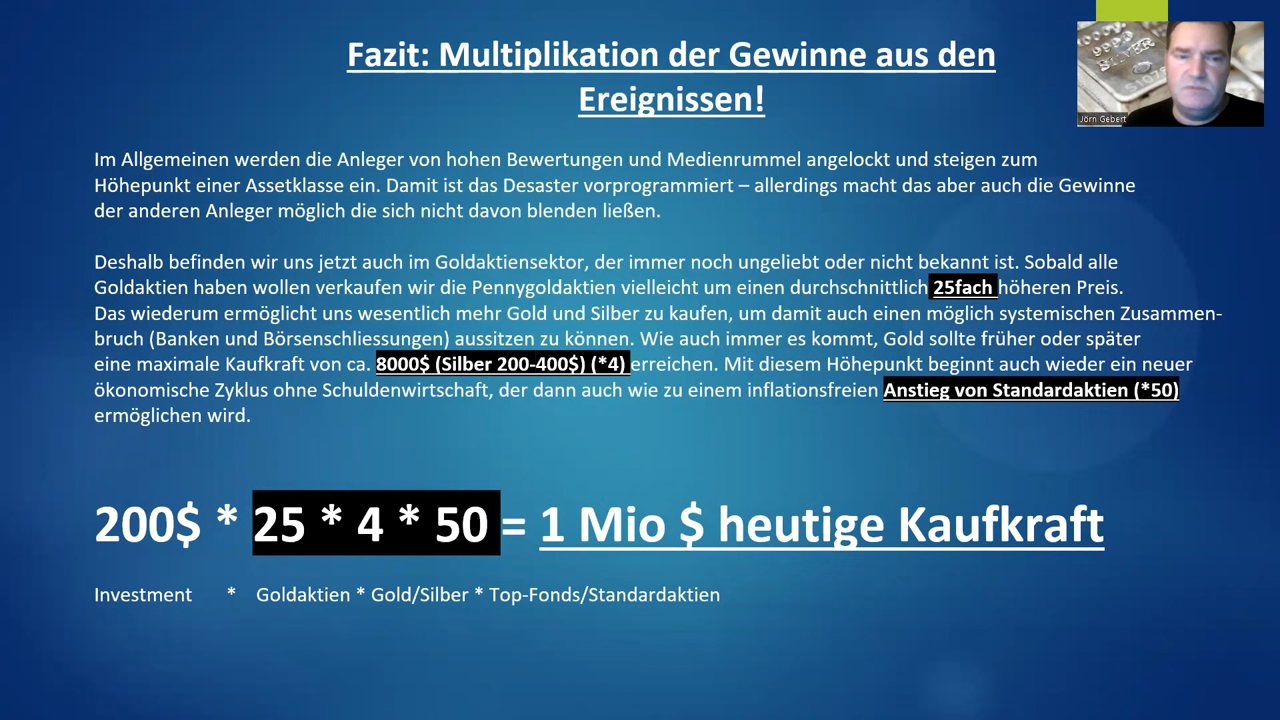 Fazit: Multiplikation der Gewinne aus den
Ereignissen!
SILVER
Jörn Gebert
Im Allgemeinen werden die Anleger von hohen Bewertungen und Medienrummel angelockt und steigen zum
Höhepunkt einer Assetklasse ein. Damit ist das Desaster vorprogrammiert – allerdings macht das aber auch die Gewinne
der anderen Anleger möglich die sich nicht davon blenden ließen.
Deshalb befinden wir uns jetzt auch im Goldaktiensektor, der immer noch ungeliebt oder nicht bekannt ist. Sobald alle
Goldaktien haben wollen verkaufen wir die Pennygoldaktien vielleicht um einen durchschnittlich 25fach höheren Preis.
Das wiederum ermöglicht uns wesentlich mehr Gold und Silber zu kaufen, um damit auch einen möglich systemischen Zusammen-
bruch (Banken und Börsenschliessungen) aussitzen zu können. Wie auch immer es kommt, Gold sollte früher oder später
eine maximale Kaufkraft von ca. 8000$ (Silber 200-400$) (*4) erreichen. Mit diesem Höhepunkt beginnt auch wieder ein neuer
ökonomische Zyklus ohne Schuldenwirtschaft, der dann auch wie zu einem inflationsfreien Anstieg von Standardaktien (*50)
ermöglichen wird.
200$ * 25 * 4 * 50 = 1 Mio $ heutige Kaufkraft
Investment * Goldaktien * Gold/Silber * Top-Fonds/Standardaktien